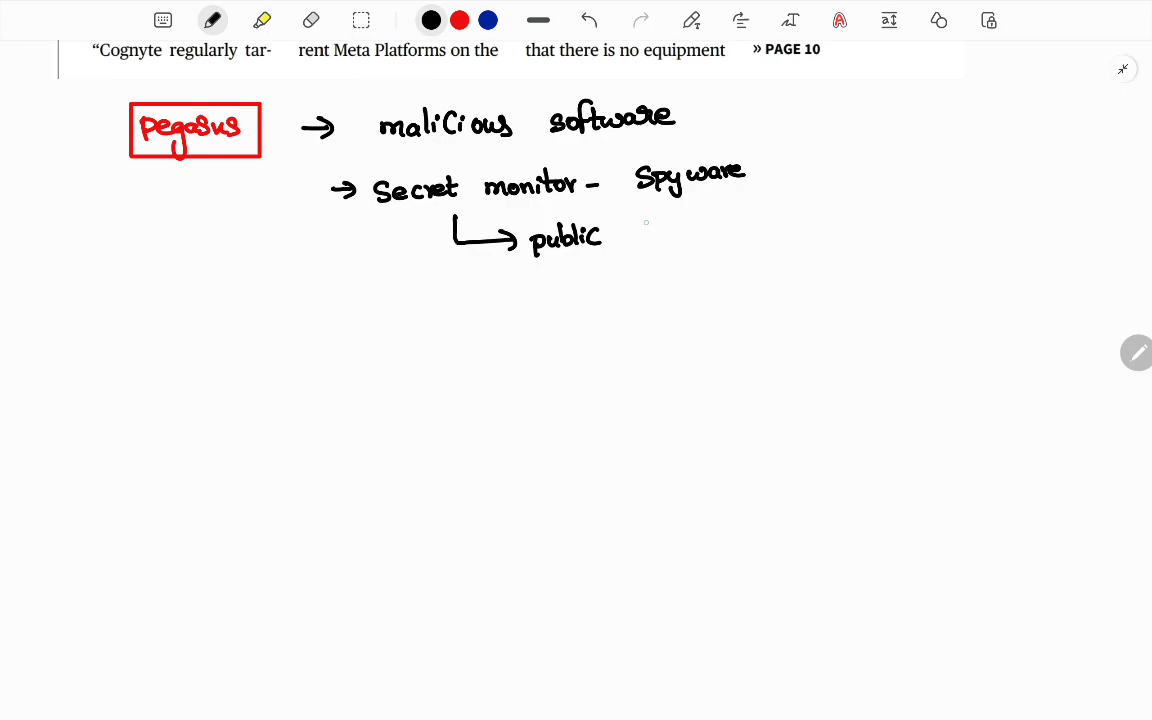 “Cognyte regularly tar- rent Meta Platforms on the that there is no equipment » PAGE 10
Pegasus → maliCious software
→ Secret monitor - Spyware
→ publiC